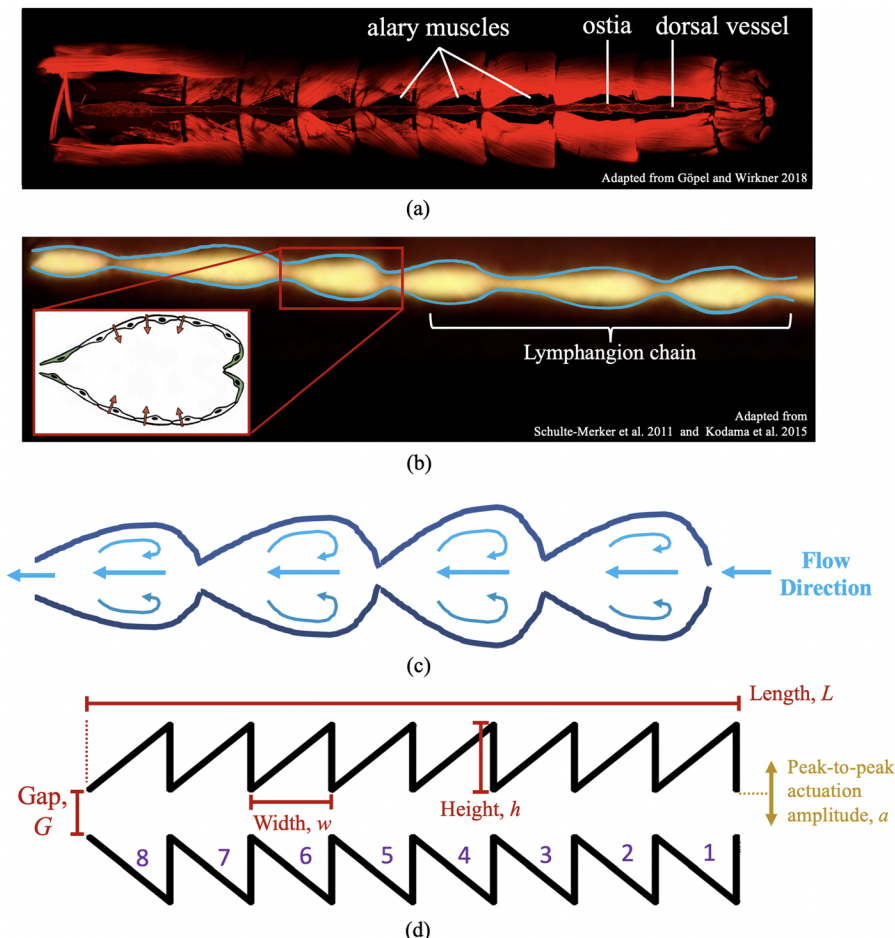 alary muscles
ostia
dorsal vessel
Adapted from Göpel and Wirkner 2018
(a)
Lymphangion chain
Adapted from
Schulte-Merker et al. 2011 and Kodama et al. 2015
(b)
Flow
Direction
(c)
Length, L
Gap,
G
Width, w
Height, h
Peak-to-peak
actuation
amplitude, a
8 7 6 5 4 3 2 1
(d)